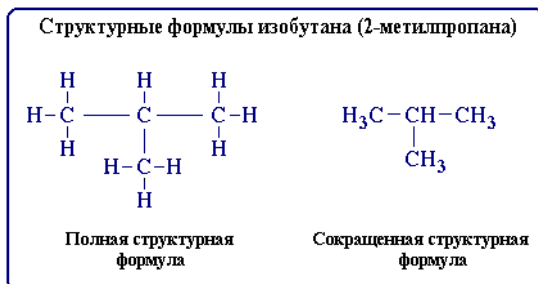 Структурные формулы изобутана (2-метилпропана)
H H H
H-C — C — C-H
H H
H-C-H
H
H₃C-CH-CH₃
CH₃
Полная структурная
формула
Сокращенная структурная
формула